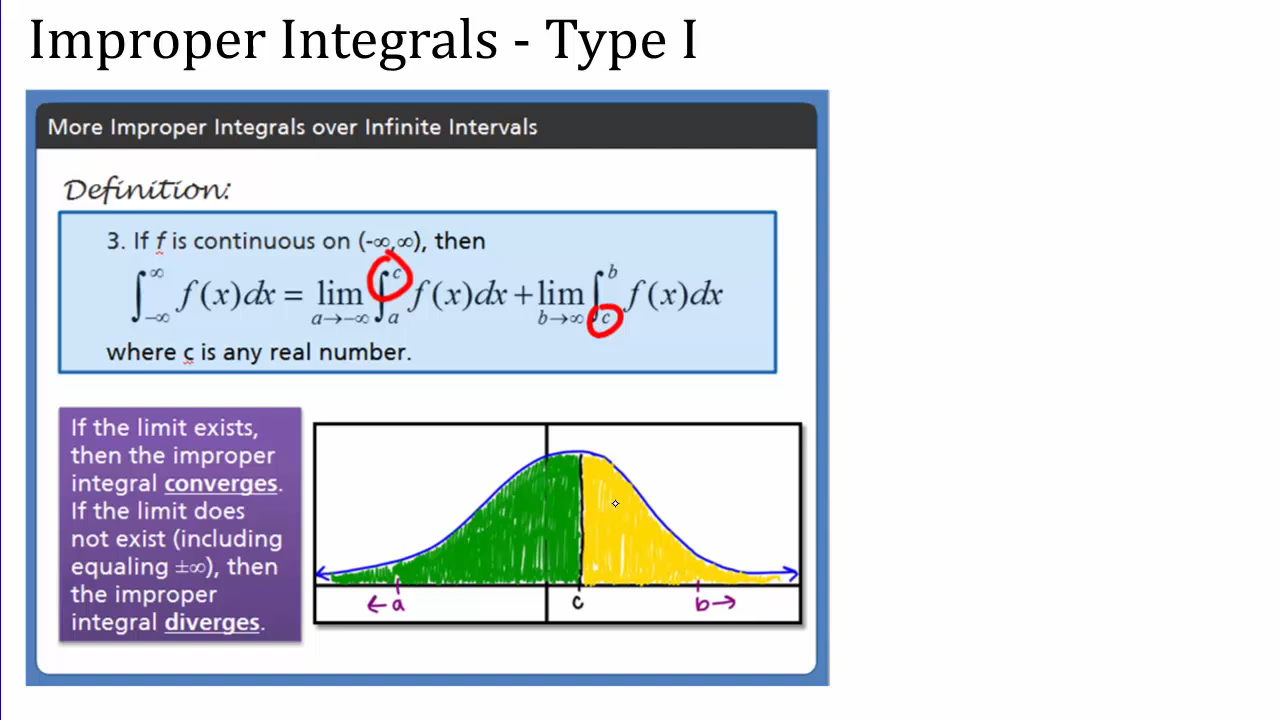 Improper Integrals - Type I
More Improper Integrals over Infinite Intervals
Definition:
3. If f is continuous on (-∞,∞), then
∫_{-∞}^{∞} f(x)dx = lim_{a→-∞} ∫_{a}^{c} f(x)dx + lim_{b→∞} ∫_{c}^{b} f(x)dx
where c is any real number.
If the limit exists,
then the improper
integral converges.
If the limit does
not exist (including
equaling ±∞), then
the improper
integral diverges.
← a c b →